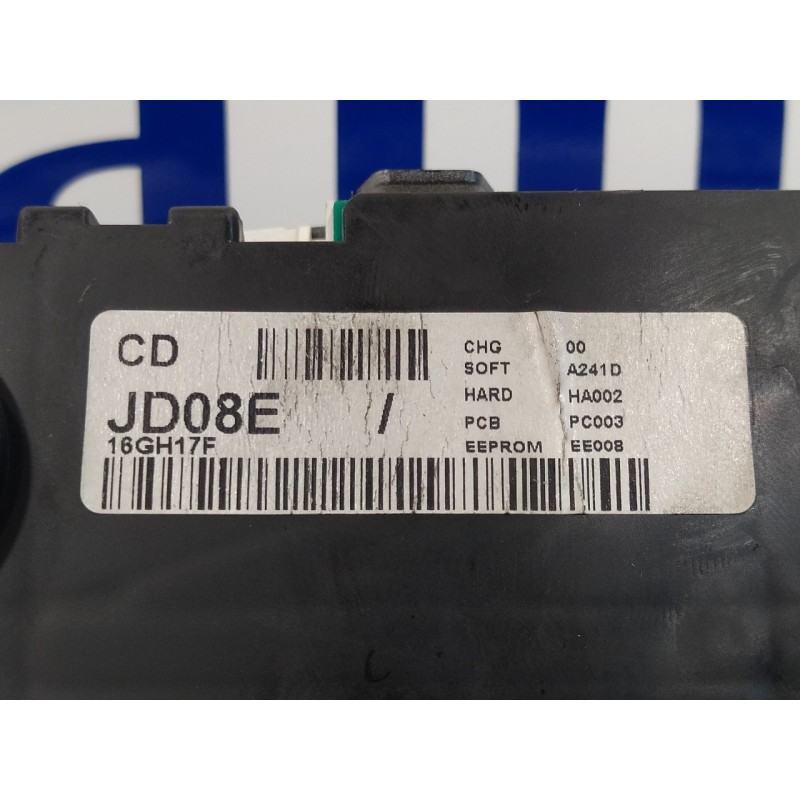 CD
JD08E /
16GH17F
CHG 00
SOFT A241D
HARD HA002
PCB PC003
EEPROM EE008